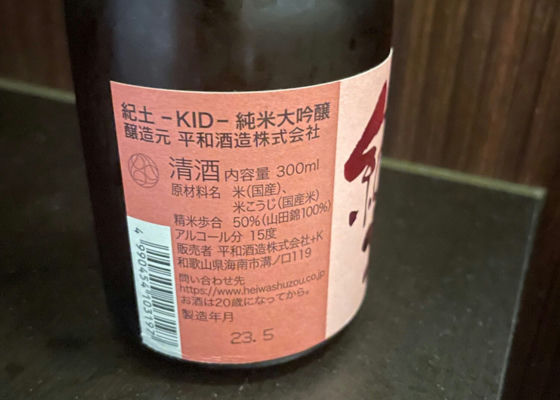 紀土 -KID- 純米大吟醸
醸造元 平和酒造株式会社
清酒 内容量 300ml
原材料名 米(国産)、
米こうじ(国産米)
精米歩合 50%(山田錦100%)
アルコール分 15度
販売者 平和酒造株式会社+K
和歌山県海南市溝ノ口119
問い合わせ先
https://www.heiwashuzou.co.jp
お酒は20歳になってから。
製造年月
23.5
4 990454 103197